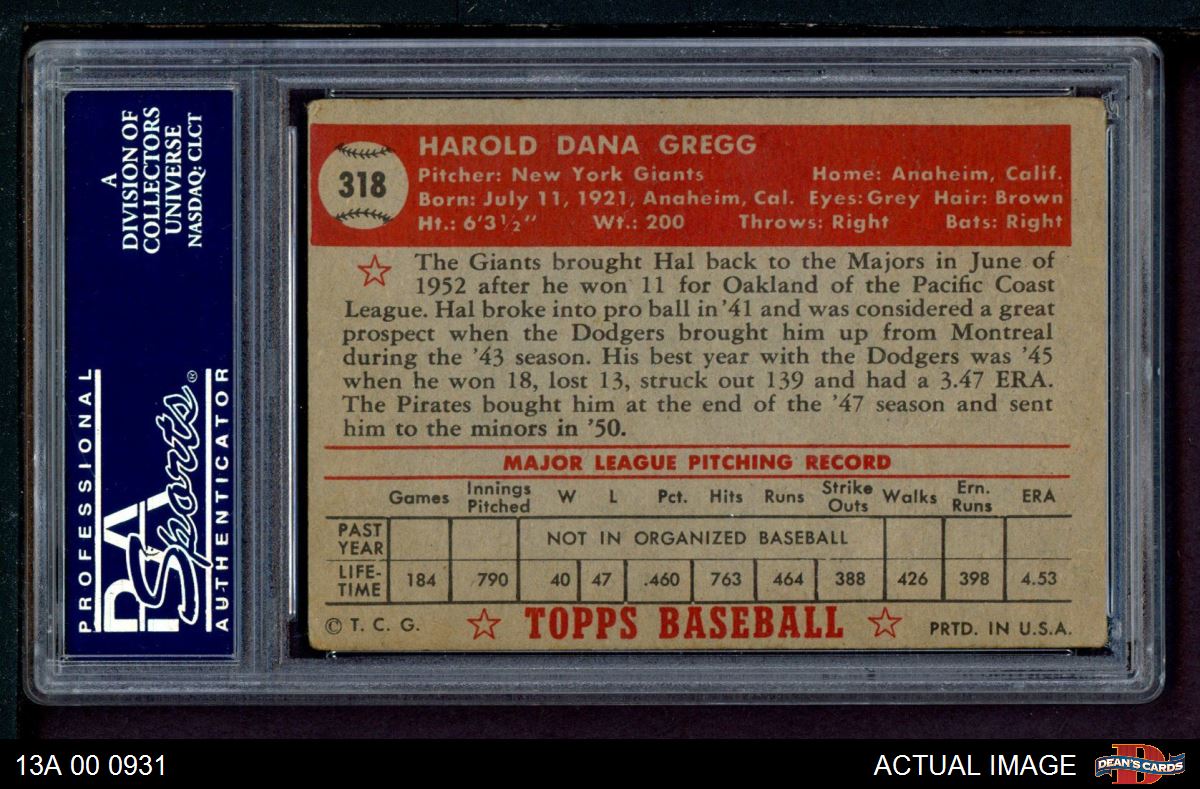 A
DIVISION OF
COLLECTORS
UNIVERSE
NASDAQ: CLCT
PROFESSIONAL
PSA
Sports®
AUTHENTICATOR
318
HAROLD DANA GREGG
Pitcher: New York Giants Home: Anaheim, Calif.
Born: July 11, 1921, Anaheim, Cal. Eyes: Grey Hair: Brown
Ht.: 6'3½" Wt.: 200 Throws: Right Bats: Right
The Giants brought Hal back to the Majors in June of
1952 after he won 11 for Oakland of the Pacific Coast
League. Hal broke into pro ball in '41 and was considered a great
prospect when the Dodgers brought him up from Montreal
during the '43 season. His best year with the Dodgers was '45
when he won 18, lost 13, struck out 139 and had a 3.47 ERA.
The Pirates bought him at the end of the '47 season and sent
him to the minors in '50.
MAJOR LEAGUE PITCHING RECORD
Games Innings Pitched W L Pct. Hits Runs Strike Outs Walks Ern. Runs ERA
PAST YEAR NOT IN ORGANIZED BASEBALL
LIFE-TIME 184 790 40 47 .460 763 464 388 426 398 4.53
© T. C. G. TOPPS BASEBALL PRTD. IN U.S.A.
13A 00 0931 ACTUAL IMAGE D DEAN'S CARDS